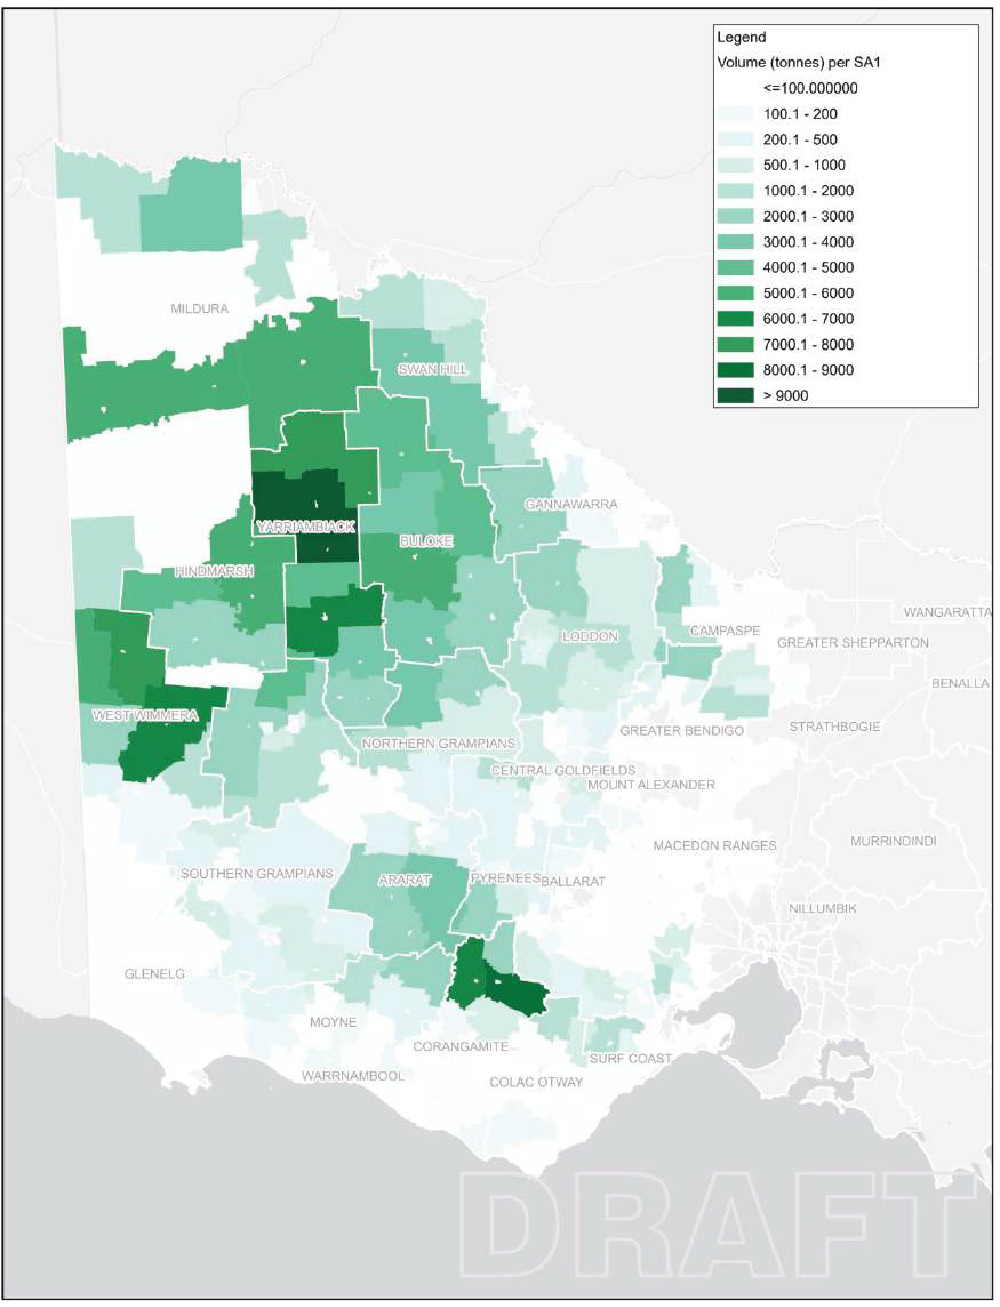 Legend
Volume (tonnes) per SA1
<=100.000000
100.1 - 200
200.1 - 500
500.1 - 1000
1000.1 - 2000
2000.1 - 3000
3000.1 - 4000
4000.1 - 5000
5000.1 - 6000
6000.1 - 7000
7000.1 - 8000
8000.1 - 9000
> 9000
MILDURA
SWAN HILL
GANNAWARRA
YARRIAMBIACK
BULOKE
HINDMARSH
WANGARATTA
LODDON
CAMPASPE
GREATER SHEPPARTON
BENALLA
WEST WIMMERA
GREATER BENDIGO
STRATHBOGIE
NORTHERN GRAMPIANS
CENTRAL GOLDFIELDS
MOUNT ALEXANDER
MACEDON RANGES
MURRINDINDI
SOUTHERN GRAMPIANS
ARARAT
PYRENEES
BALLARAT
NILLUMBIK
GLENELG
MOYNE
CORANGAMITE
SURF COAST
WARRNAMBOOL
COLAC OTWAY
DRAFT